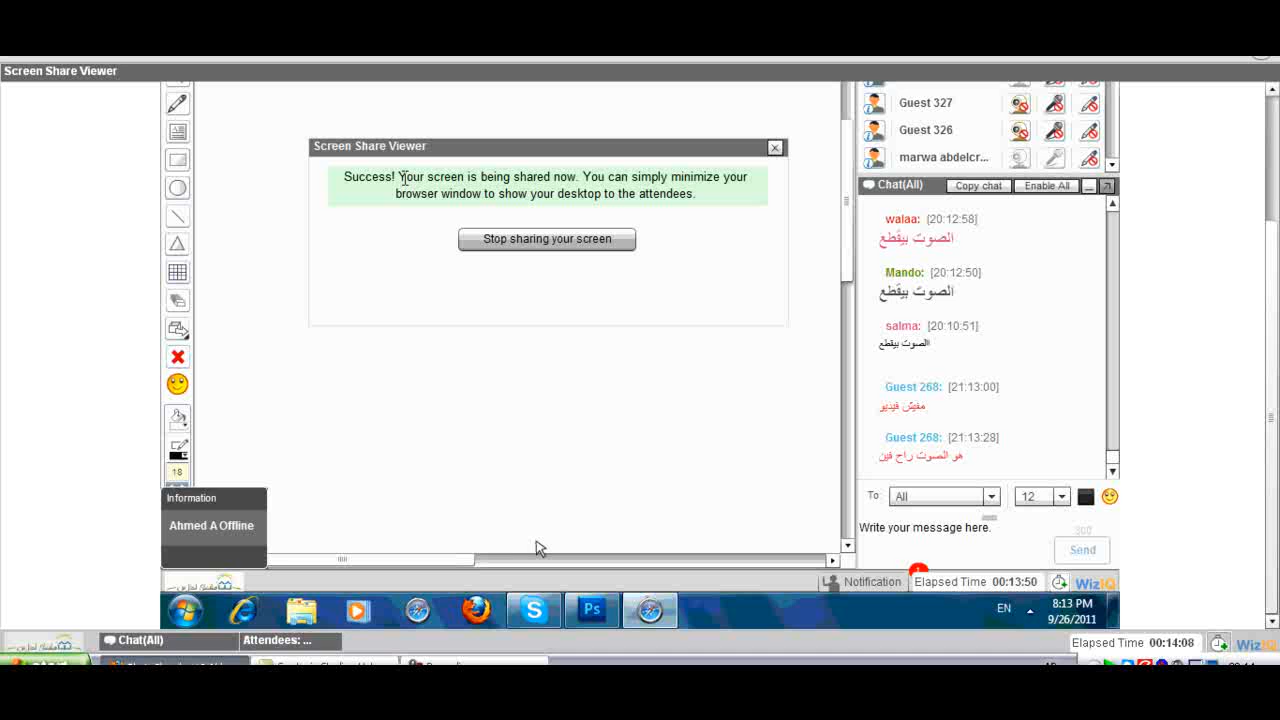 Screen Share Viewer
Guest 327
Guest 326
marwa abdelcr...
Screen Share Viewer
Success! Your screen is being shared now. You can simply minimize your
browser window to show your desktop to the attendees.
Stop sharing your screen
Chat(All)
Copy chat
Enable All
walaa: [20:12:58]
الصوت بيقطع
Mando: [20:12:50]
الصوت بيقطع
salma: [20:10:51]
االصوت بيقطع
Guest 268: [21:13:00]
مفيش فيديو
Guest 268: [21:13:28]
هو الصوت راح فين
18
To: All
12
Write your message here.
300
Send
Information
Ahmed A Offline
Notification
Elapsed Time 00:13:50
WizIQ
S
Ps
EN
8:13 PM
9/26/2011
Chat(All)
Attendees: ...
Elapsed Time 00:14:08
WizIQ